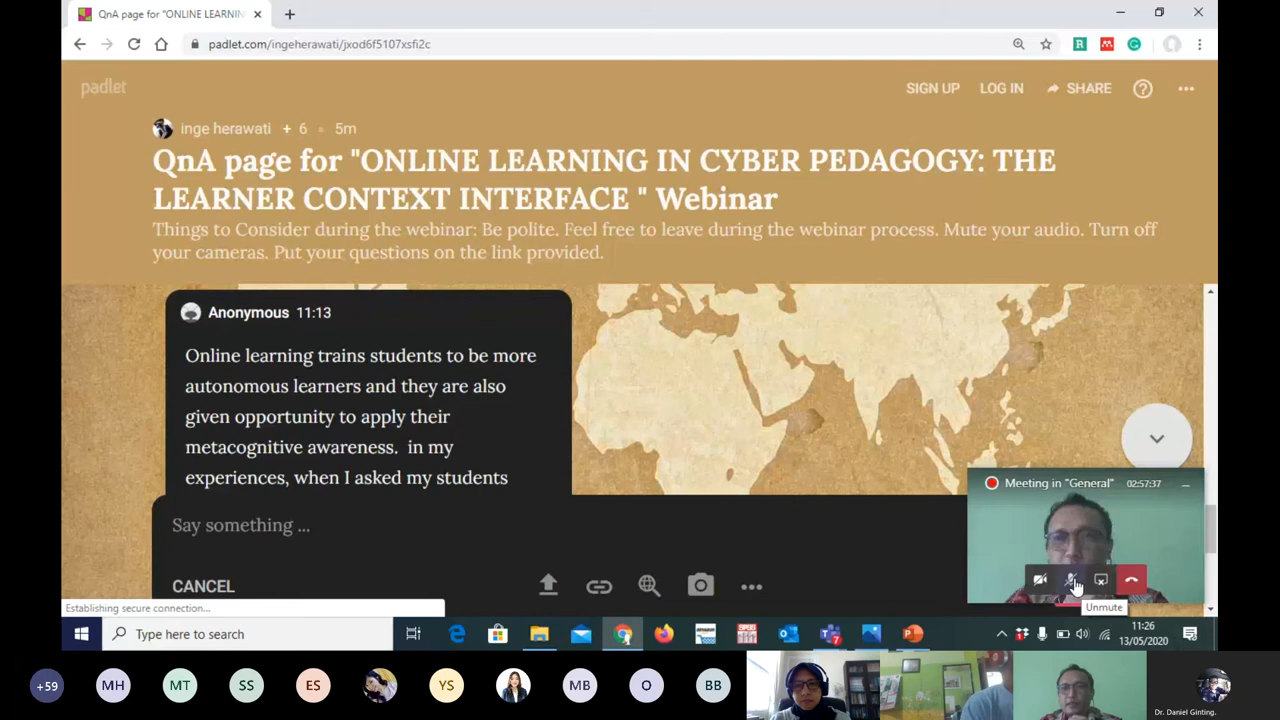 QnA page for "ONLINE LEARNIN
padlet.com/ingeherawati/jxod6f5107xsfi2c
padlet
SIGN UP LOG IN SHARE
inge herawati + 6 • 5m
QnA page for "ONLINE LEARNING IN CYBER PEDAGOGY: THE
LEARNER CONTEXT INTERFACE " Webinar
Things to Consider during the webinar: Be polite. Feel free to leave during the webinar process. Mute your audio. Turn off
your cameras. Put your questions on the link provided.
Anonymous 11:13
Online learning trains students to be more
autonomous learners and they are also
given opportunity to apply their
metacognitive awareness. in my
experiences, when I asked my students
Say something ...
CANCEL
Meeting in "General" 02:57:37
Unmute
Establishing secure connection...
Type here to search
SPSS
7
11:26
13/05/2020
+59
MH
MT
SS
ES
YS
MB
O
BB
Dr. Daniel Ginting.